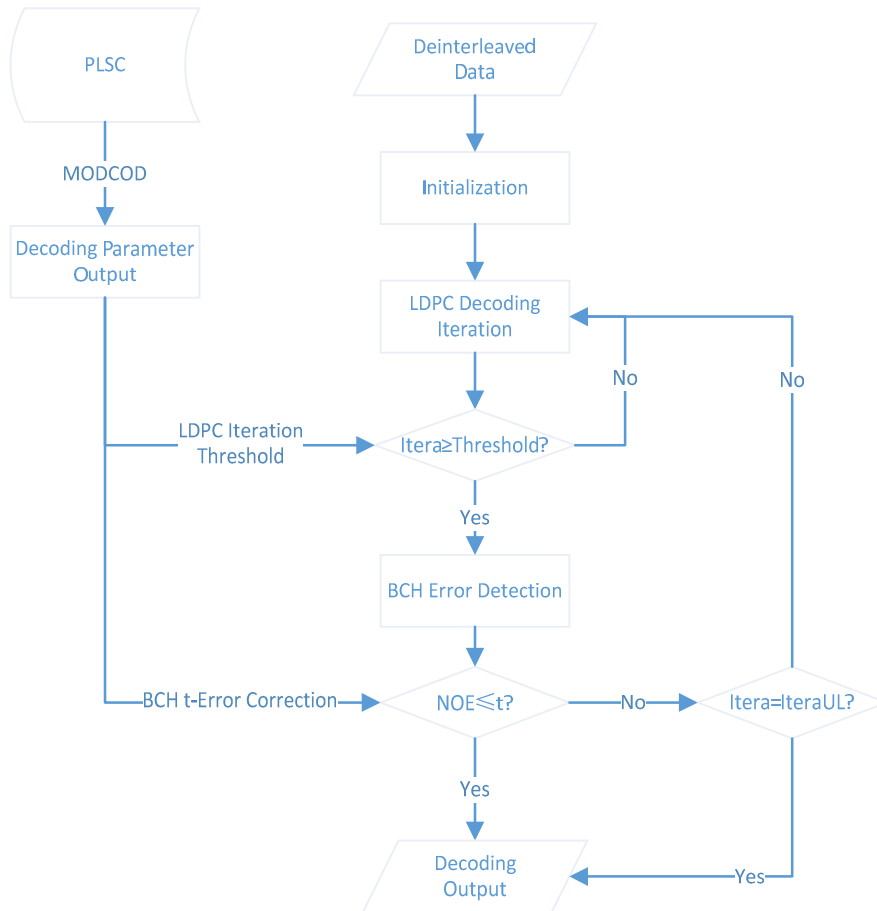 PLSC
Deinterleaved
Data
MODCOD
Initialization
Decoding Parameter
Output
LDPC Decoding
Iteration
No
No
LDPC Iteration
Threshold
Itera≥Threshold?
Yes
BCH Error Detection
BCH t-Error Correction
NOE≤t?
No
Itera=IteraUL?
Yes
Decoding
Output
Yes